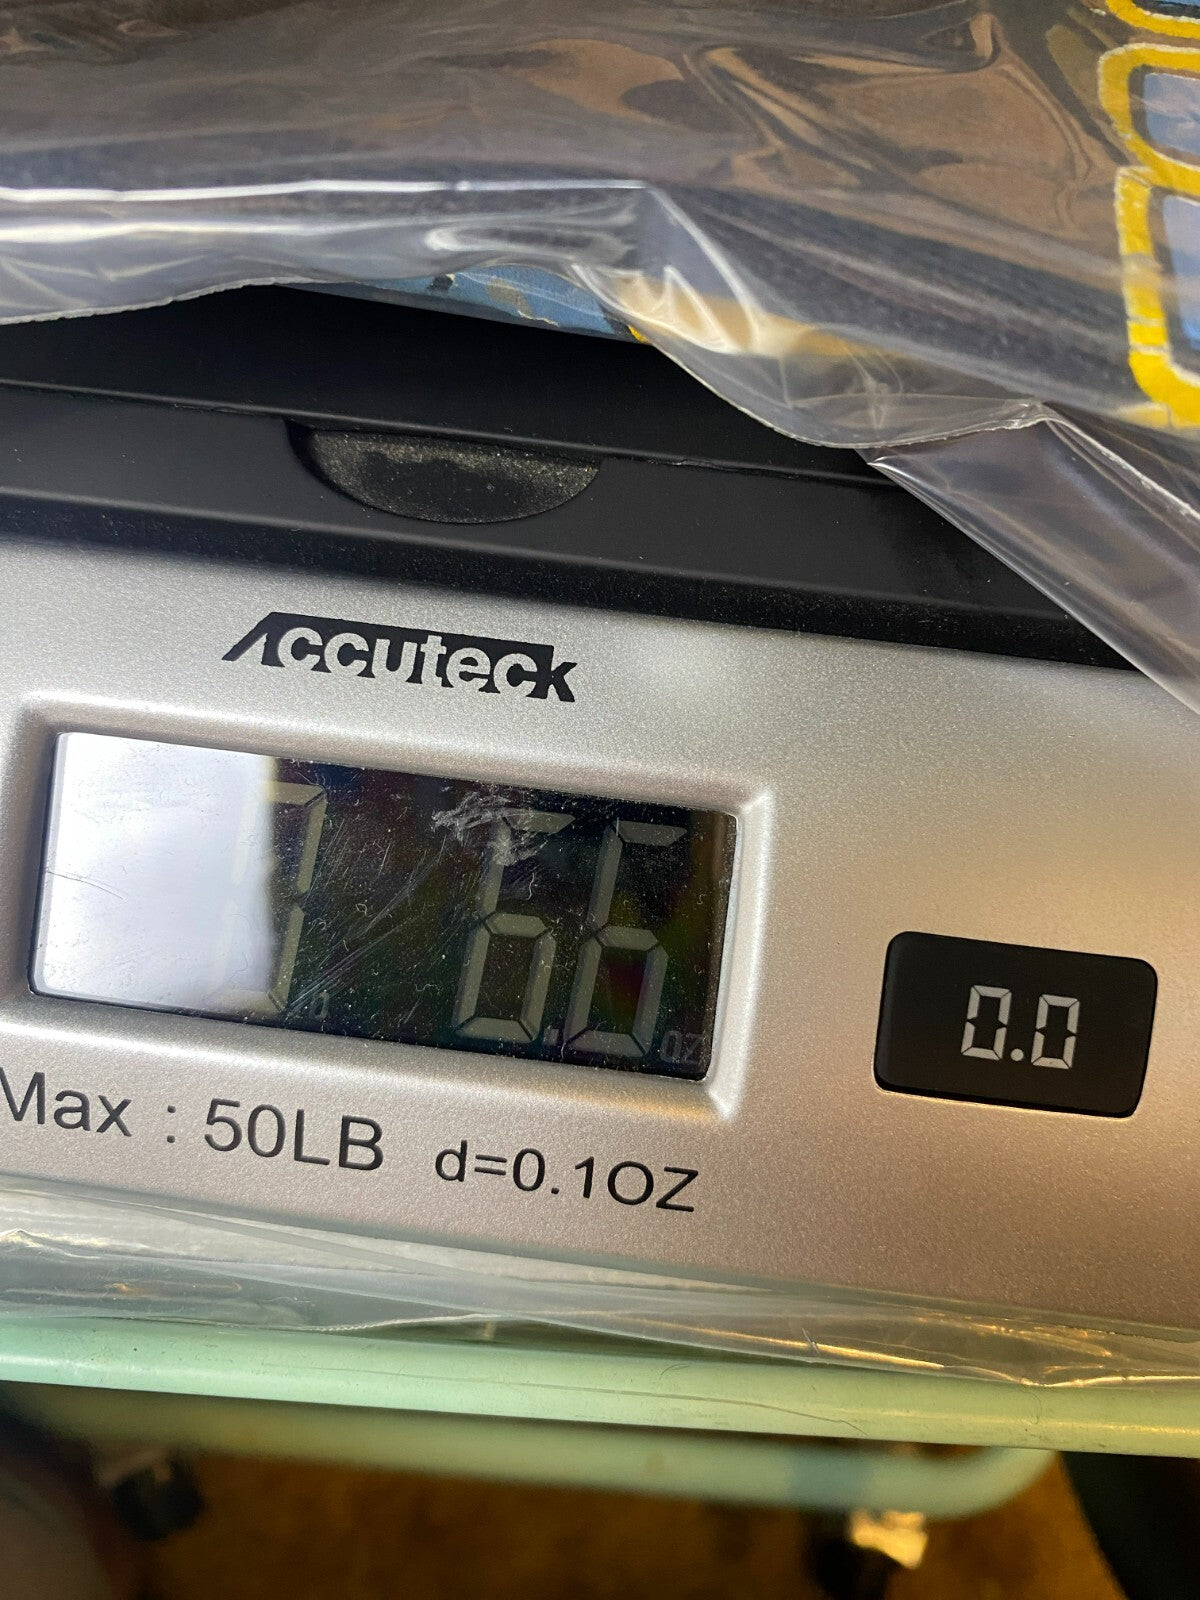 Accuteck
6.6 OZ
0.0
Max : 50LB d=0.1OZ